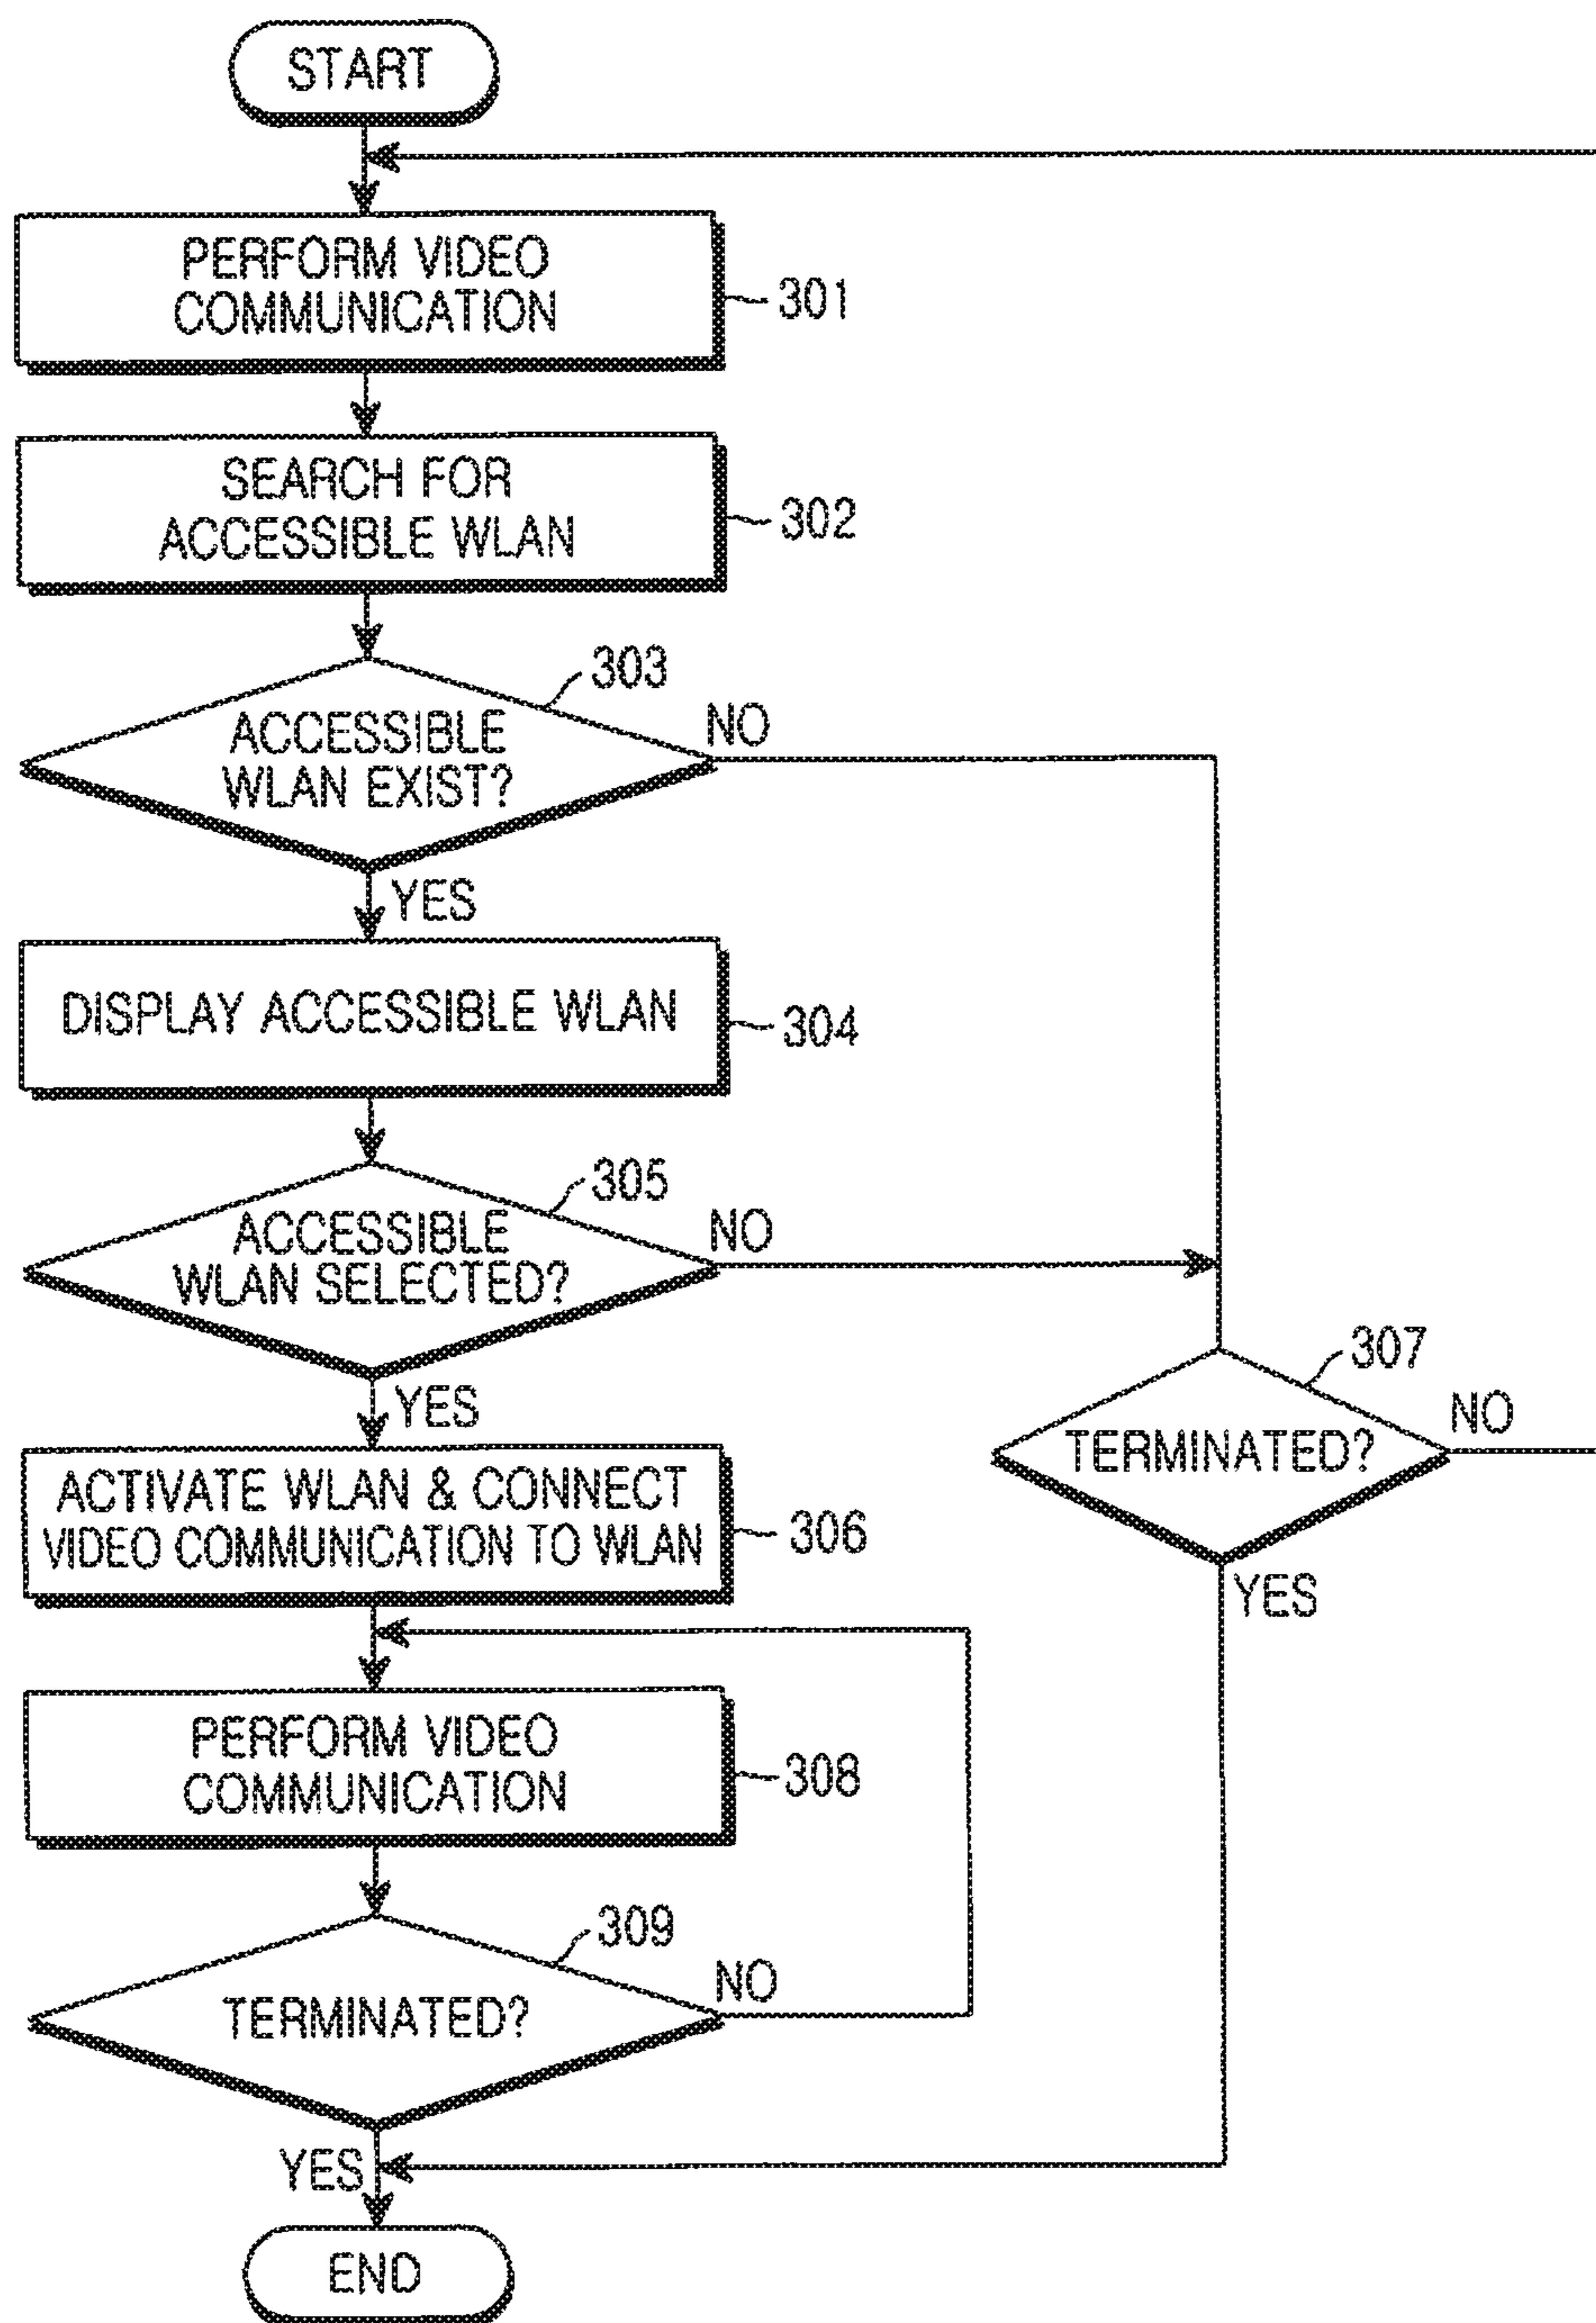 START
PERFORM VIDEO
COMMUNICATION
301
SEARCH FOR
ACCESSIBLE WLAN
302
303
ACCESSIBLE
WLAN EXIST?
NO
YES
DISPLAY ACCESSIBLE WLAN
304
305
ACCESSIBLE
WLAN SELECTED?
NO
307
TERMINATED?
NO
YES
YES
ACTIVATE WLAN & CONNECT
VIDEO COMMUNICATION TO WLAN
306
PERFORM VIDEO
COMMUNICATION
308
309
TERMINATED?
NO
YES
END